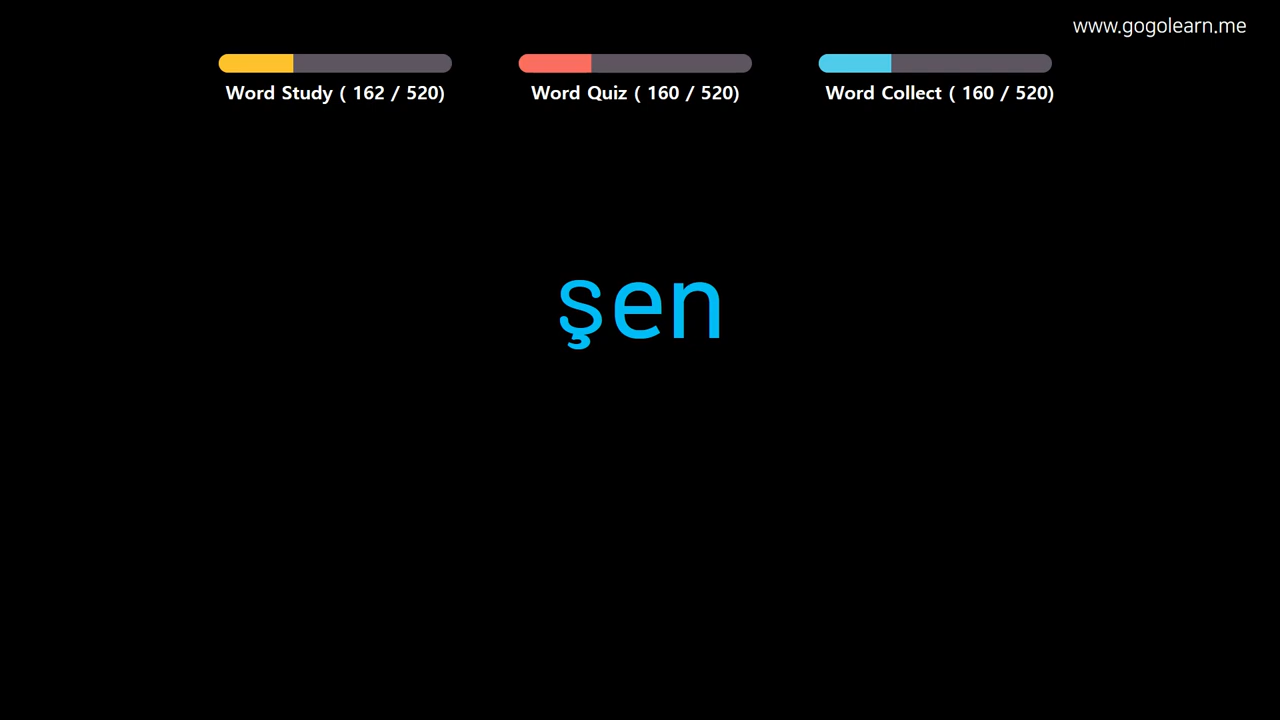 www.gogolearn.me
Word Study ( 162 / 520)
Word Quiz ( 160 / 520)
Word Collect ( 160 / 520)
şen